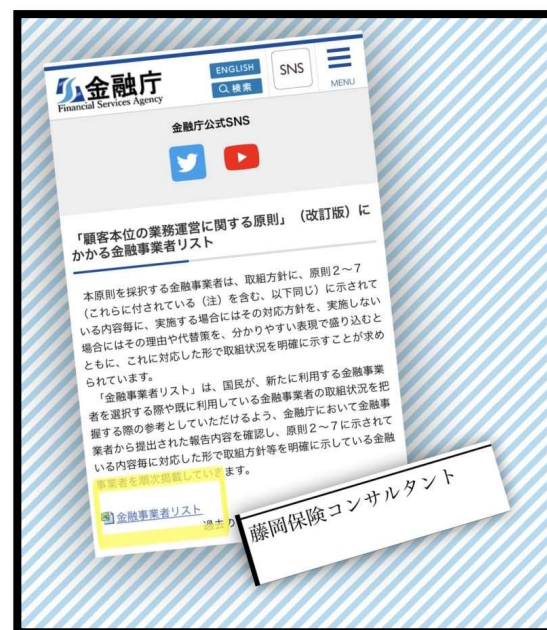 金融庁
Financial Services Agency
ENGLISH
検索
SNS
MENU
金融庁公式SNS
「顧客本位の業務運営に関する原則」（改訂版）に
かかる金融事業者リスト
本原則を採択する金融事業者は、取組方針に、原則２～７
（これらに付されている（注）を含む、以下同じ）に示されて
いる内容毎に、実施する場合にはその対応方針を、実施しない
場合にはその理由や代替策を、分かりやすい表現で盛り込むと
ともに、これに対応した形で取組状況を明確に示すことが求め
られています。
「金融事業者リスト」は、国民が、新たに利用する金融事業
者を選択する際や既に利用している金融事業者の取組状況を把
握する際の参考としていただけるよう、金融庁において金融事
業者から提出された報告内容を確認し、原則２～７に示されて
いる内容毎に対応した形で取組方針等を明確に示している金融
事業者を順次掲載しています。
金融事業者リスト
過去の
藤岡保険コンサルタント